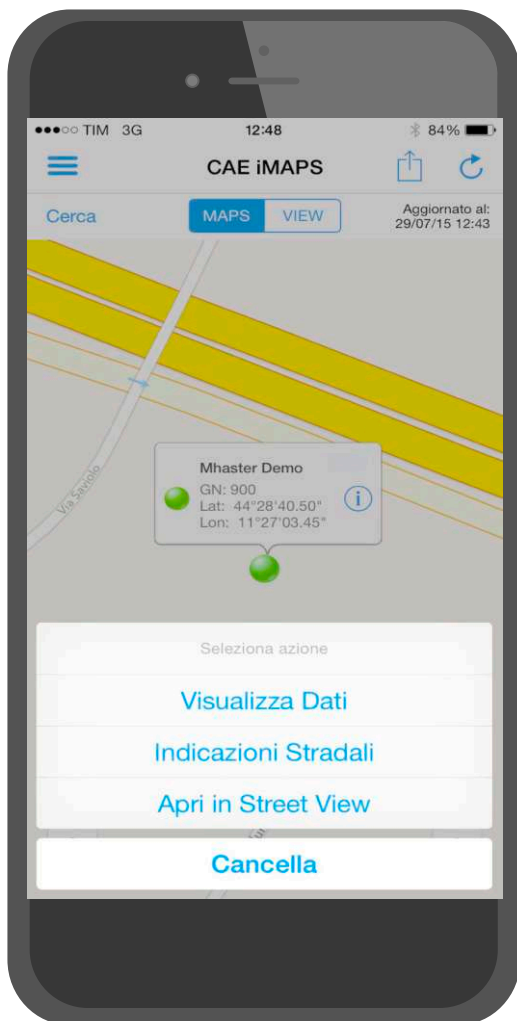 TIM 3G 12:48 84%
CAE iMAPS
Cerca MAPS VIEW Aggiornato al:
29/07/15 12:43
Via Saviolo
Mhaster Demo
GN: 900
Lat: 44°28'40.50"
Lon: 11°27'03.45"
Seleziona azione
Visualizza Dati
Indicazioni Stradali
Apri in Street View
Cancella